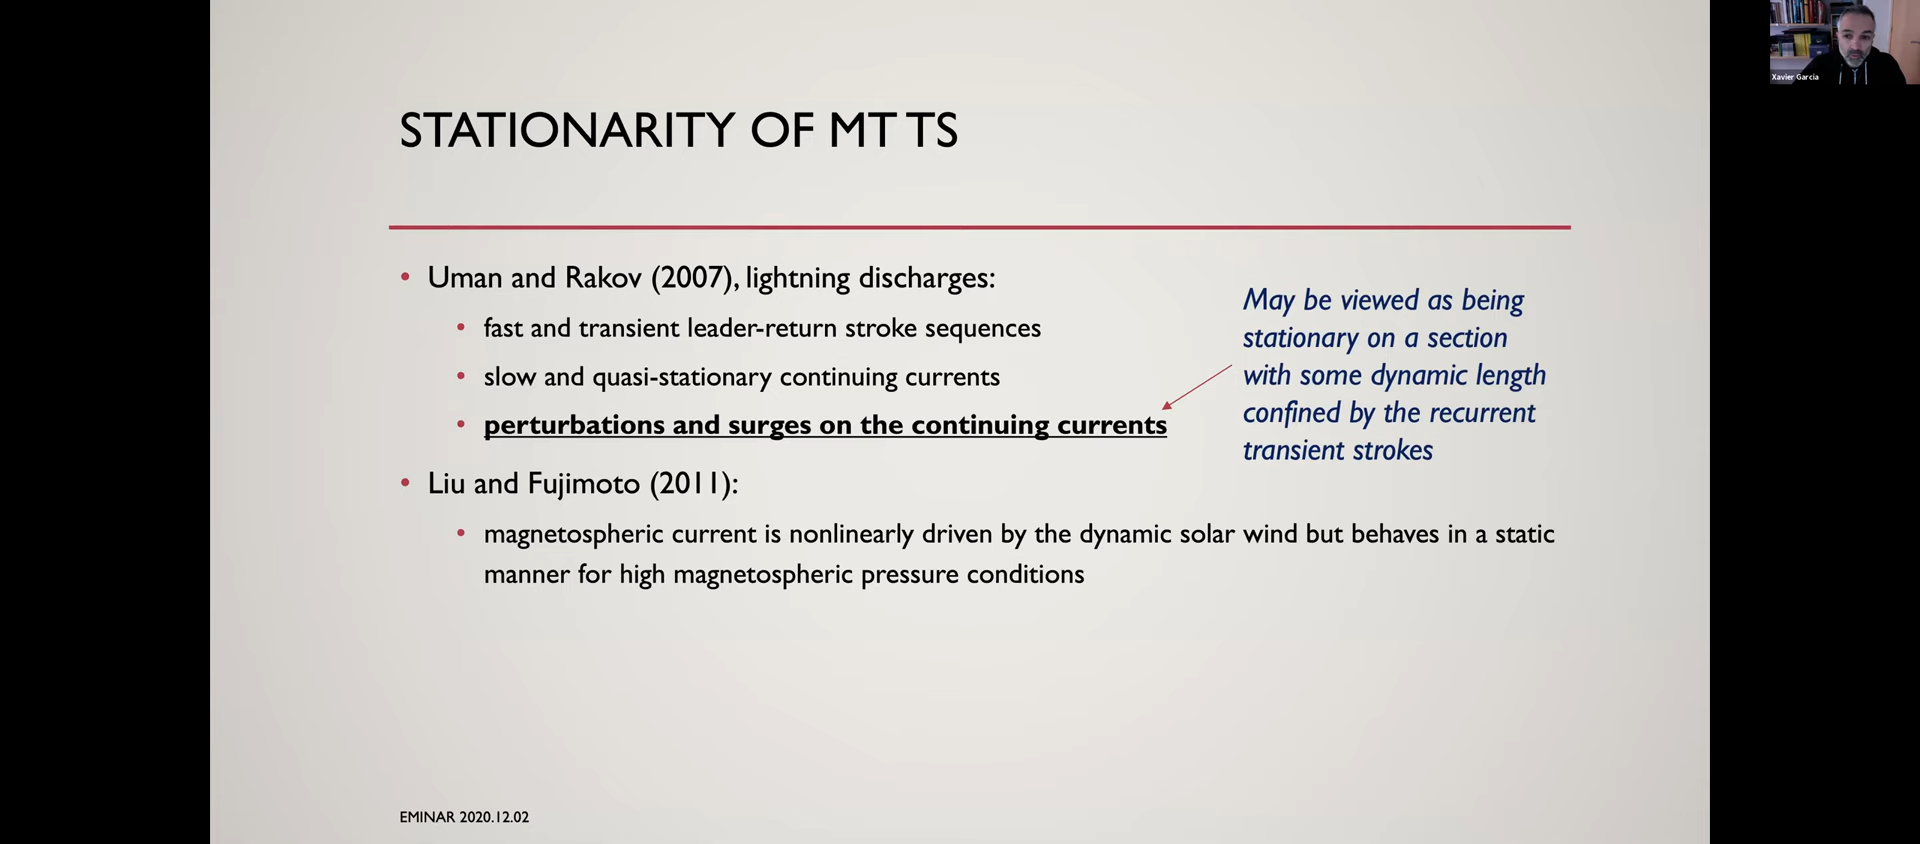 STATIONARITY OF MT TS
• Uman and Rakov (2007), lightning discharges:
• fast and transient leader-return stroke sequences
• slow and quasi-stationary continuing currents
• perturbations and surges on the continuing currents
May be viewed as being
stationary on a section
with some dynamic length
confined by the recurrent
transient strokes
• Liu and Fujimoto (2011):
• magnetospheric current is nonlinearly driven by the dynamic solar wind but behaves in a static
manner for high magnetospheric pressure conditions
EMINAR 2020.12.02
Xavier Garcia